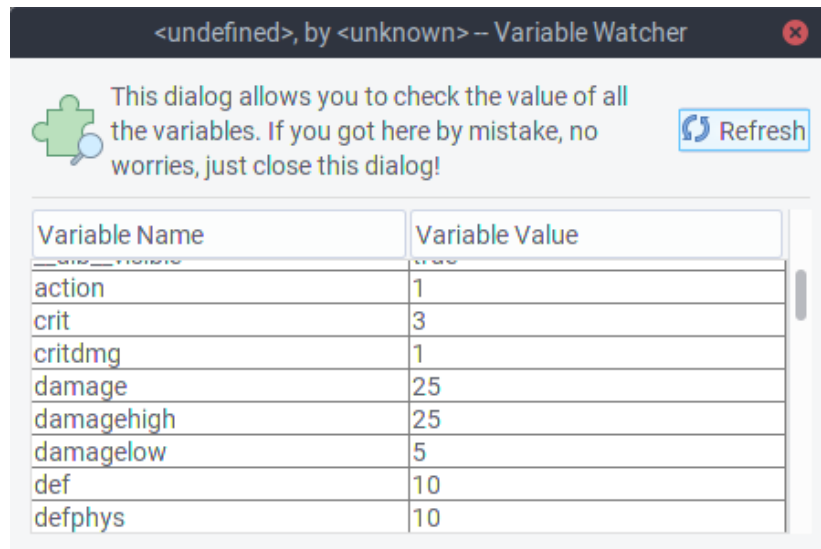 <undefined>, by <unknown> – Variable Watcher
This dialog allows you to check the value of all
the variables. If you got here by mistake, no
worries, just close this dialog!
Refresh
Variable Name Variable Value
action 1
crit 3
critdmg 1
damage 25
damagehigh 25
damagelow 5
def 10
defphys 10